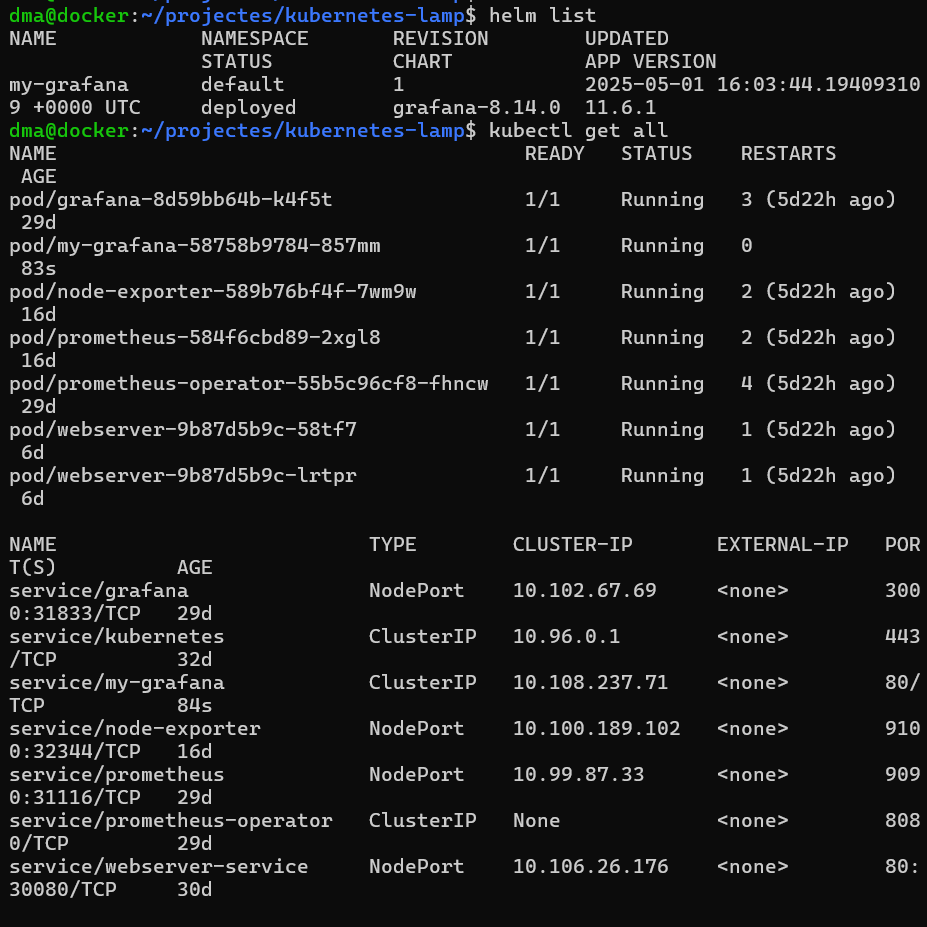 dma@docker:~/projectes/kubernetes-lamp$ helm list
NAME            NAMESPACE       REVISION        UPDATED
                STATUS          CHART           APP VERSION
my-grafana      default         1               2025-05-01 16:03:44.19409310
9 +0000 UTC     deployed        grafana-8.14.0  11.6.1
dma@docker:~/projectes/kubernetes-lamp$ kubectl get all
NAME                                       READY   STATUS    RESTARTS
 AGE
pod/grafana-8d59bb64b-k4f5t                1/1     Running   3 (5d22h ago)
 29d
pod/my-grafana-58758b9784-857mm            1/1     Running   0
 83s
pod/node-exporter-589b76bf4f-7wm9w         1/1     Running   2 (5d22h ago)
 16d
pod/prometheus-584f6cbd89-2xgl8            1/1     Running   2 (5d22h ago)
 16d
pod/prometheus-operator-55b5c96cf8-fhncw   1/1     Running   4 (5d22h ago)
 29d
pod/webserver-9b87d5b9c-58tf7              1/1     Running   1 (5d22h ago)
 6d
pod/webserver-9b87d5b9c-lrtpr              1/1     Running   1 (5d22h ago)
 6d
NAME                          TYPE        CLUSTER-IP       EXTERNAL-IP   POR
T(S)          AGE
service/grafana               NodePort    10.102.67.69     <none>        300
0:31833/TCP   29d
service/kubernetes            ClusterIP   10.96.0.1        <none>        443
/TCP          32d
service/my-grafana            ClusterIP   10.108.237.71    <none>        80/
TCP           84s
service/node-exporter         NodePort    10.100.189.102   <none>        910
0:32344/TCP   16d
service/prometheus            NodePort    10.99.87.33      <none>        909
0:31116/TCP   29d
service/prometheus-operator   ClusterIP   None             <none>        808
0/TCP         29d
service/webserver-service     NodePort    10.106.26.176    <none>        80:
30080/TCP     30d